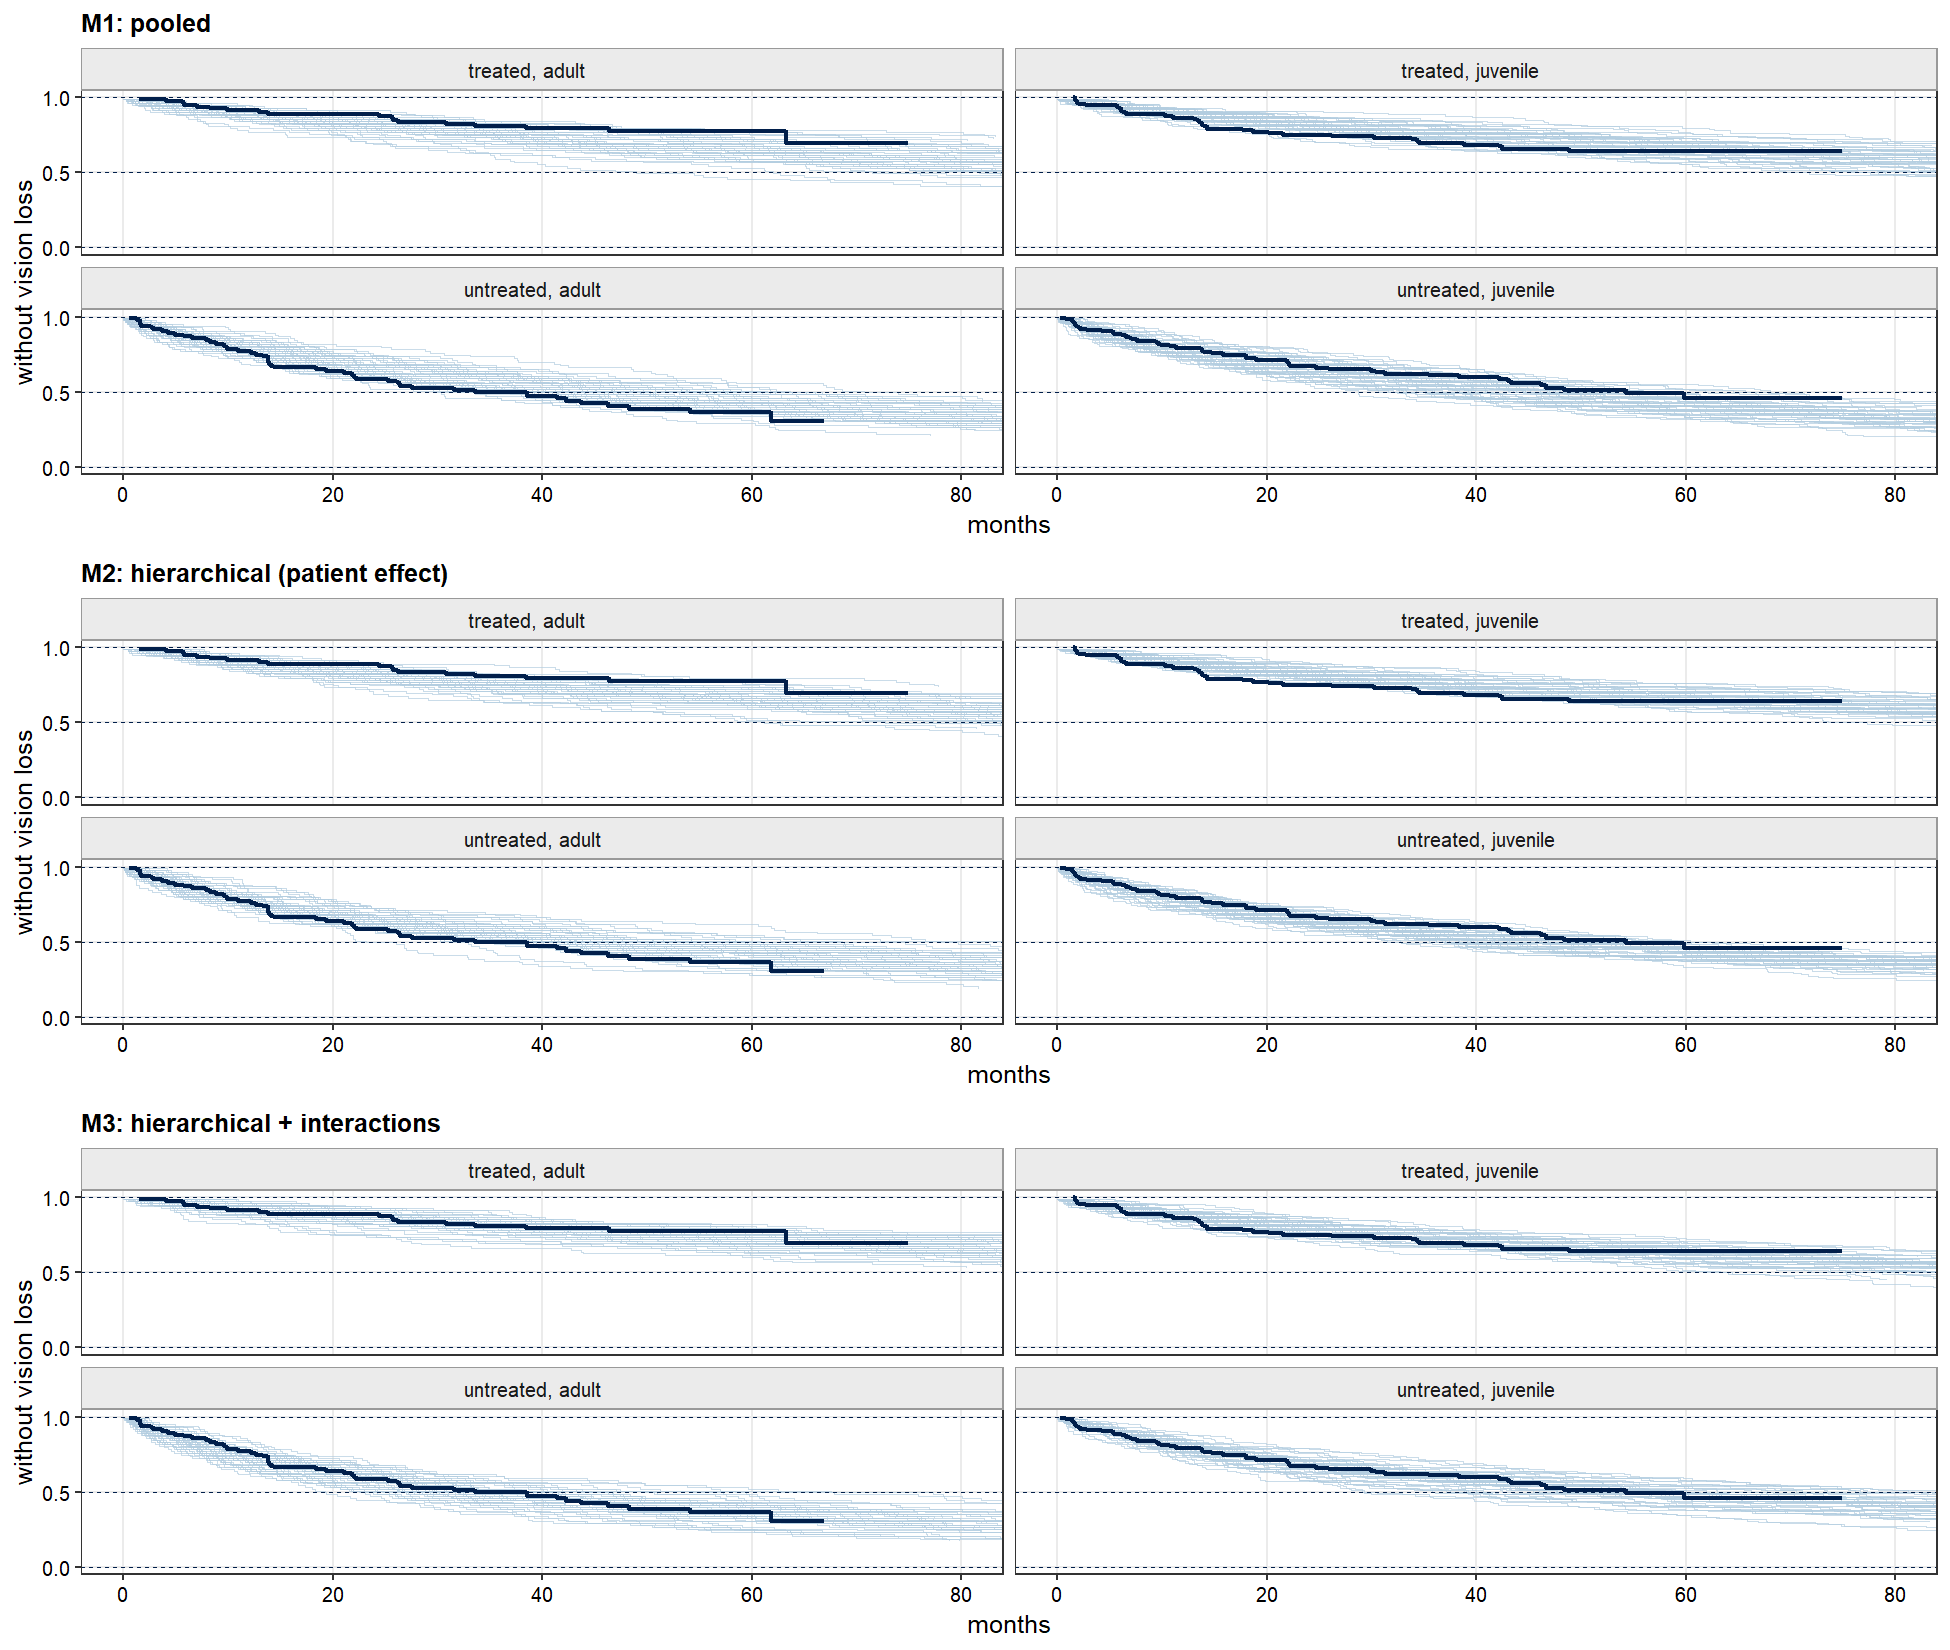 M1: pooled
treated, adult
treated, juvenile
1.0
0.5
0.0
untreated, adult
untreated, juvenile
1.0
0.5
0.0
without vision loss
0 20 40 60 80
0 20 40 60 80
months
M2: hierarchical (patient effect)
treated, adult
treated, juvenile
1.0
0.5
0.0
untreated, adult
untreated, juvenile
1.0
0.5
0.0
without vision loss
0 20 40 60 80
0 20 40 60 80
months
M3: hierarchical + interactions
treated, adult
treated, juvenile
1.0
0.5
0.0
untreated, adult
untreated, juvenile
1.0
0.5
0.0
without vision loss
0 20 40 60 80
0 20 40 60 80
months